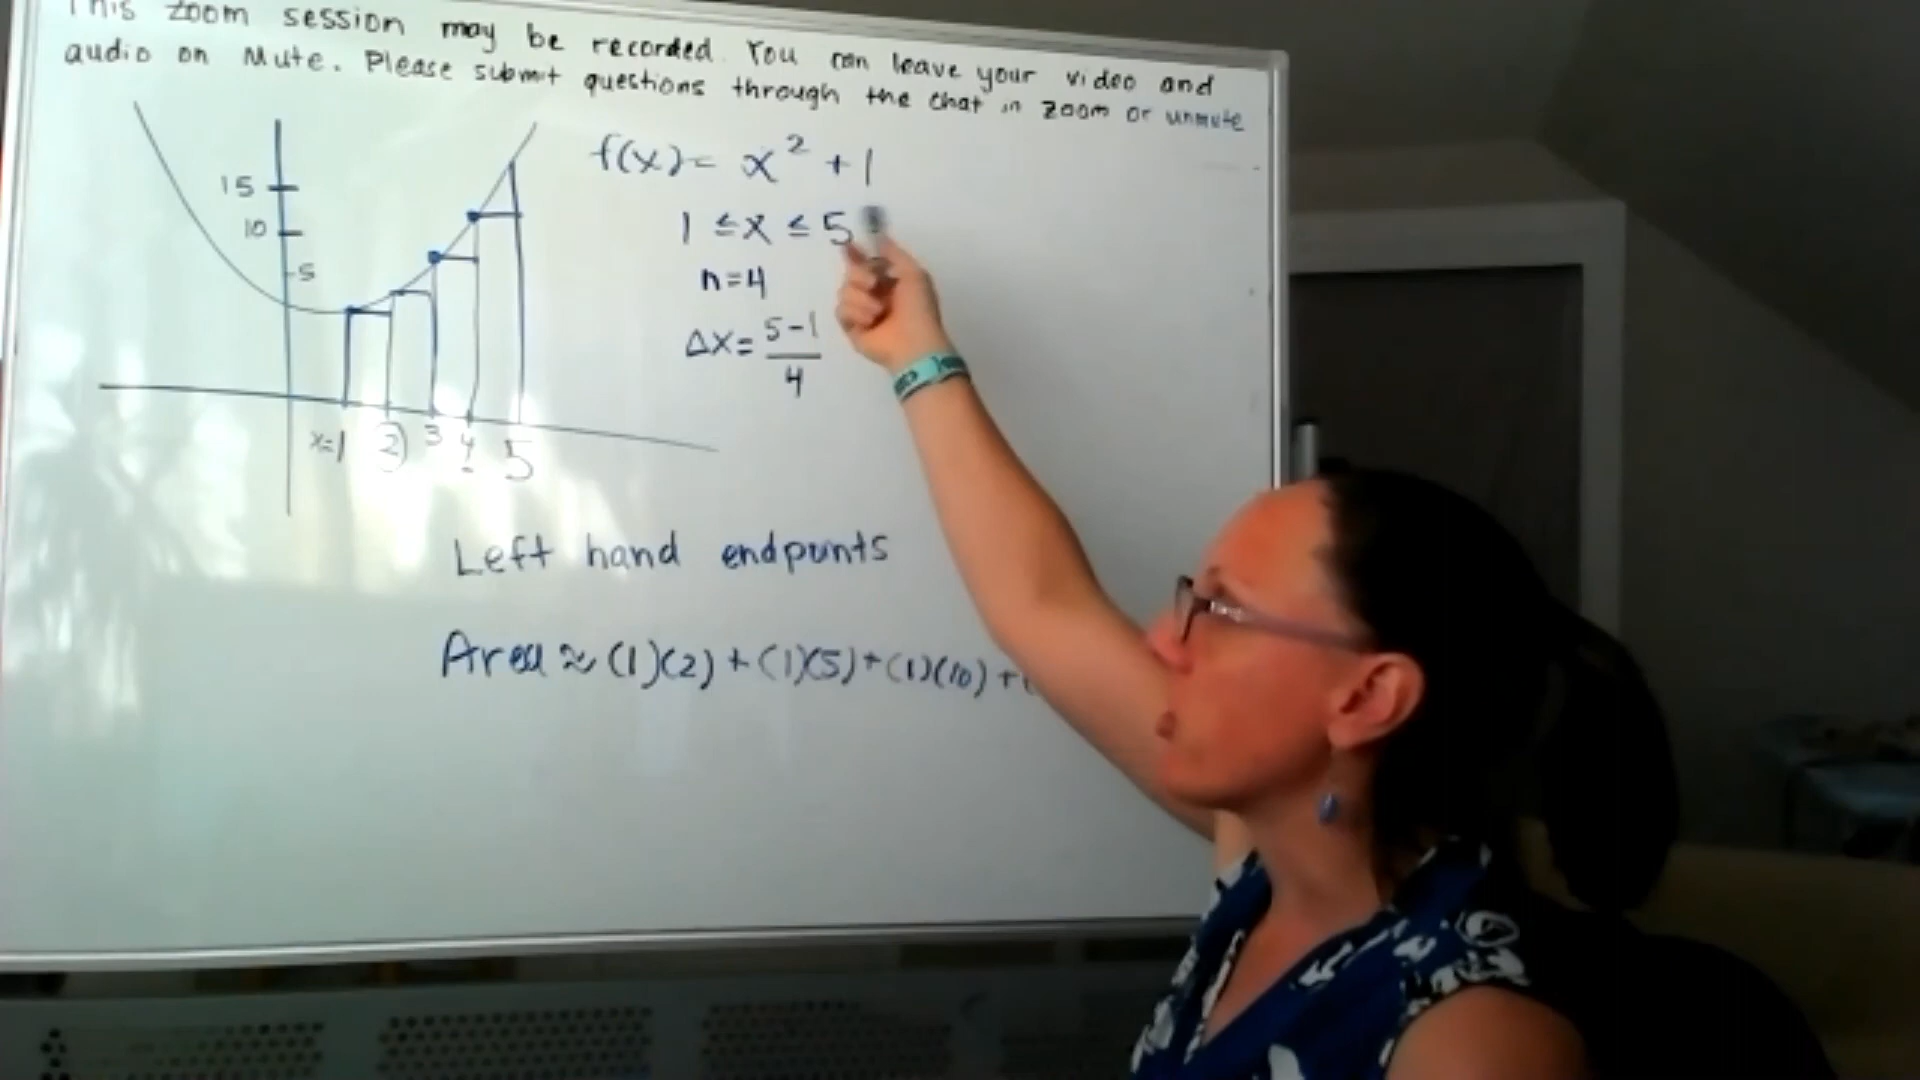 This zoom session may be recorded. You can leave your video and
audio on Mute. Please submit questions through the chat in zoom or unmute
15
10
5
x=1 2 3 4 5
f(x)= x² + 1
1 ≤ x ≤ 5
n=4
Δx= 5-1
4
Left hand endpoints
Area ≈ (1)(2) + (1)(5) + (1)(10) + (